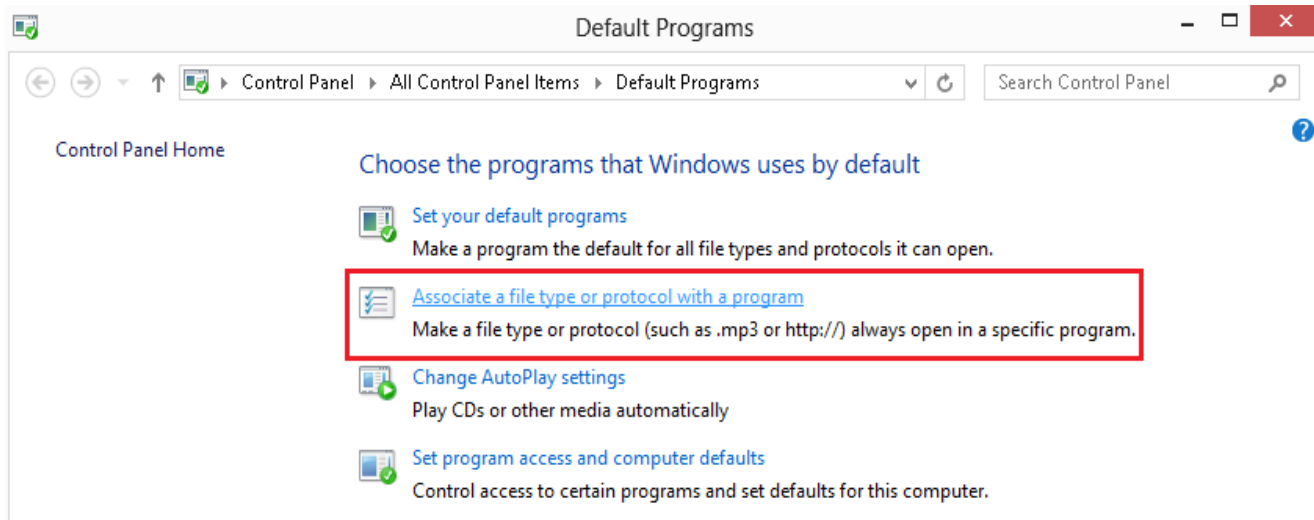 Default Programs
Control Panel All Control Panel Items Default Programs
Search Control Panel
Control Panel Home
Choose the programs that Windows uses by default
Set your default programs
Make a program the default for all file types and protocols it can open.
Associate a file type or protocol with a program
Make a file type or protocol (such as .mp3 or http://) always open in a specific program.
Change AutoPlay settings
Play CDs or other media automatically
Set program access and computer defaults
Control access to certain programs and set defaults for this computer.